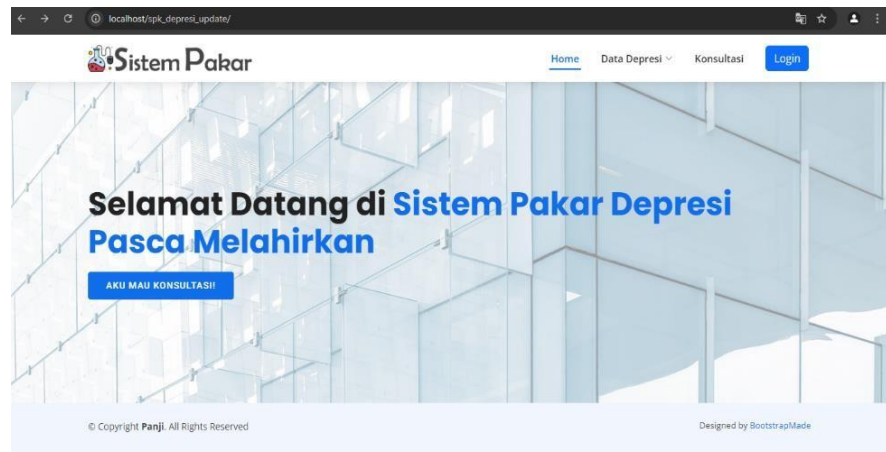 localhost/spk_depresi_update/
Sistem Pakar
Home Data Depresi Konsultasi Login
Selamat Datang di Sistem Pakar Depresi
Pasca Melahirkan
AKU MAU KONSULTASI!
© Copyright Panji. All Rights Reserved
Designed by BootstrapMade